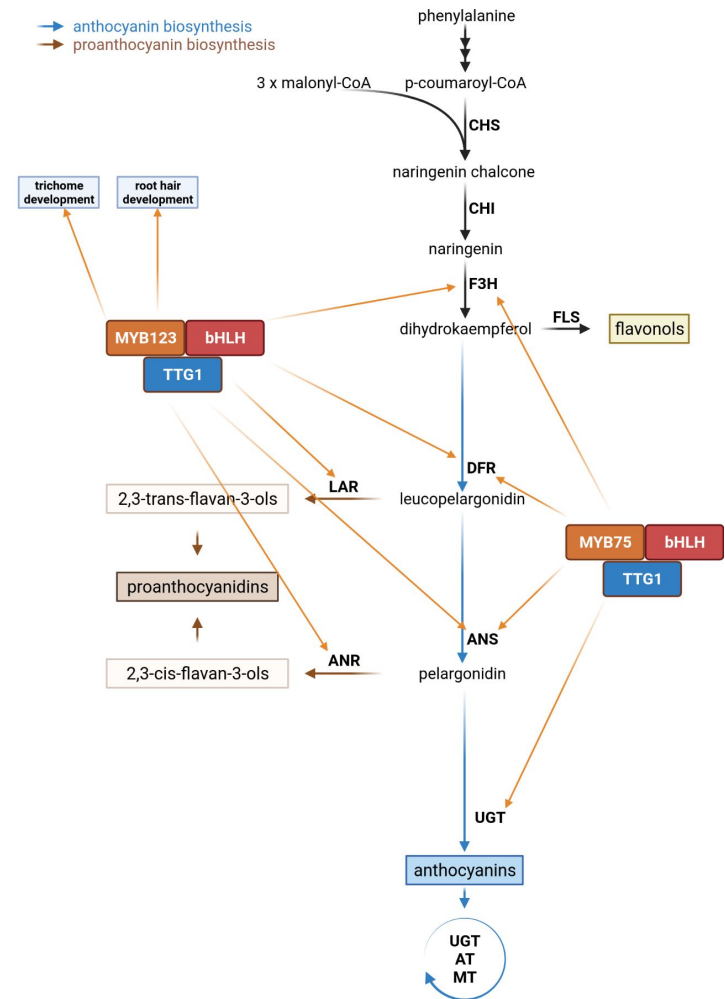 phenylalanine
anthocyanin biosynthesis
proanthocyanin biosynthesis
3 x malonyl-CoA
p-coumaroyl-CoA
CHS
naringenin chalcone
trichome
development
root hair
development
CHI
naringenin
F3H
MYB123
bHLH
TTG1
dihydrokaempferol
FLS
flavonols
DFR
LAR
2,3-trans-flavan-3-ols
leucopelargonidin
MYB75
bHLH
TTG1
proanthocyanidins
ANS
ANR
2,3-cis-flavan-3-ols
pelargonidin
UGT
anthocyanins
UGT
AT
MT